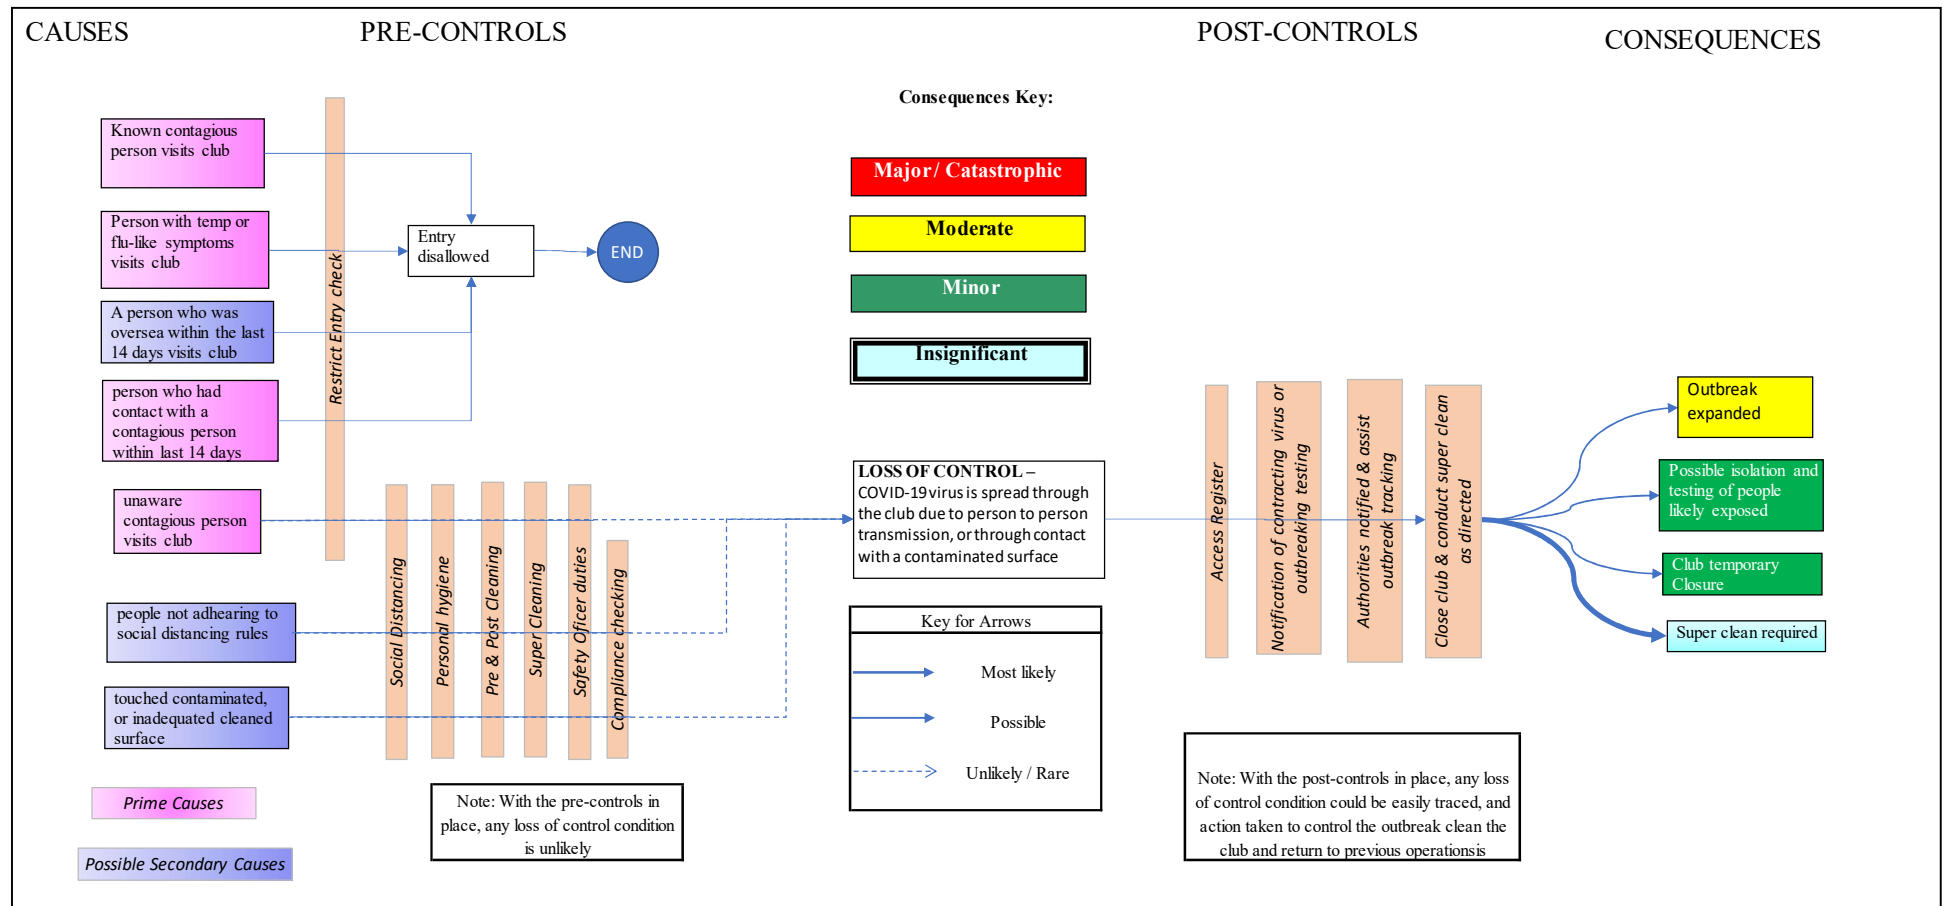 CAUSES
PRE-CONTROLS
POST-CONTROLS
CONSEQUENCES
Known contagious
person visits club
Person with temp or
flu-like symptoms
visits club
A person who was
oversea within the last
14 days visits club
person who had
contact with a
contagious person
within last 14 days
unaware
contagious person
visits club
people not adhearing to
social distancing rules
touched contaminated,
or inadequated cleaned
surface
Prime Causes
Possible Secondary Causes
Restrict Entry check
Entry
disallowed
END
Social Distancing
Personal hygiene
Pre & Post Cleaning
Super Cleaning
Safety Oficer duties
Compliance checking
Note: With the pre-controls in
place, any loss of control condition
is unlikely
Consequences Key:
Major / Catastrophic
Moderate
Minor
Insignificant
LOSS OF CONTROL –
COVID-19 virus is spread through
the club due to person to person
transmission, or through contact
with a contaminated surface
Key for Arrows
Most likely
Possible
Unlikely / Rare
Access Register
Notification of contracting virus or
outbreaking testing
Authorities notified & assist
outbreak tracking
Close club & conduct super clean
as directed
Note: With the post-controls in place, any loss
of control condition could be easily traced, and
action taken to control the outbreak clean the
club and return to previous operationsis
Outbreak
expanded
Possible isolation and
testing of people
likely exposed
Club temporary
Closure
Super clean required